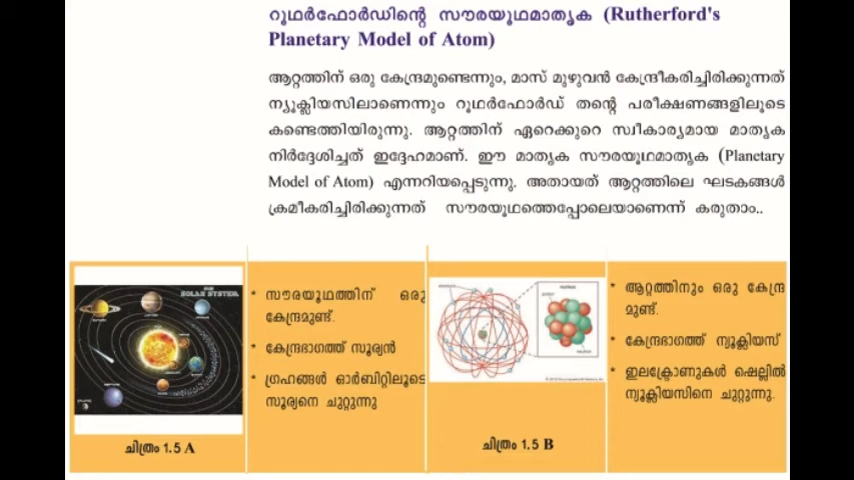 റൂഥർഫോർഡിന്റെ സൗരയൂഥമാതൃക (Rutherford's
Planetary Model of Atom)
ആറ്റത്തിന് ഒരു കേന്ദ്രമുണ്ടെന്നും, മാസ് മുഴുവൻ കേന്ദ്രീകരിച്ചിരിക്കുന്നത്
ന്യൂക്ലിയസിലാണെന്നും റൂഥർഫോർഡ് തന്റെ പരീക്ഷണങ്ങളിലൂടെ
കണ്ടെത്തിയിരുന്നു. ആറ്റത്തിന് ഏറെക്കുറെ സ്വീകാര്യമായ മാതൃക
നിർദ്ദേശിച്ചത് ഇദ്ദേഹമാണ്. ഈ മാതൃക സൗരയൂഥമാതൃക (Planetary
Model of Atom) എന്നറിയപ്പെടുന്നു. അതായത് ആറ്റത്തിലെ ഘടകങ്ങൾ
ക്രമീകരിച്ചിരിക്കുന്നത് സൗരയൂഥത്തെപ്പോലെയാണെന്ന് കരുതാം..
SOLAR SYSTEM
ചിത്രം 1.5 A
* സൗരയൂഥത്തിന് ഒരു
കേന്ദ്രമുണ്ട്.
* കേന്ദ്രഭാഗത്ത് സൂര്യൻ
* ഗ്രഹങ്ങൾ ഓർബിറ്റിലൂടെ
സൂര്യനെ ചുറ്റുന്നു
nucleus
proton
neutron
ചിത്രം 1.5 B
* ആറ്റത്തിനും ഒരു കേന്ദ്ര
മുണ്ട്.
* കേന്ദ്രഭാഗത്ത് ന്യൂക്ലിയസ്
* ഇലക്ട്രോണുകൾ ഷെല്ലിൽ
ന്യൂക്ലിയസിനെ ചുറ്റുന്നു.